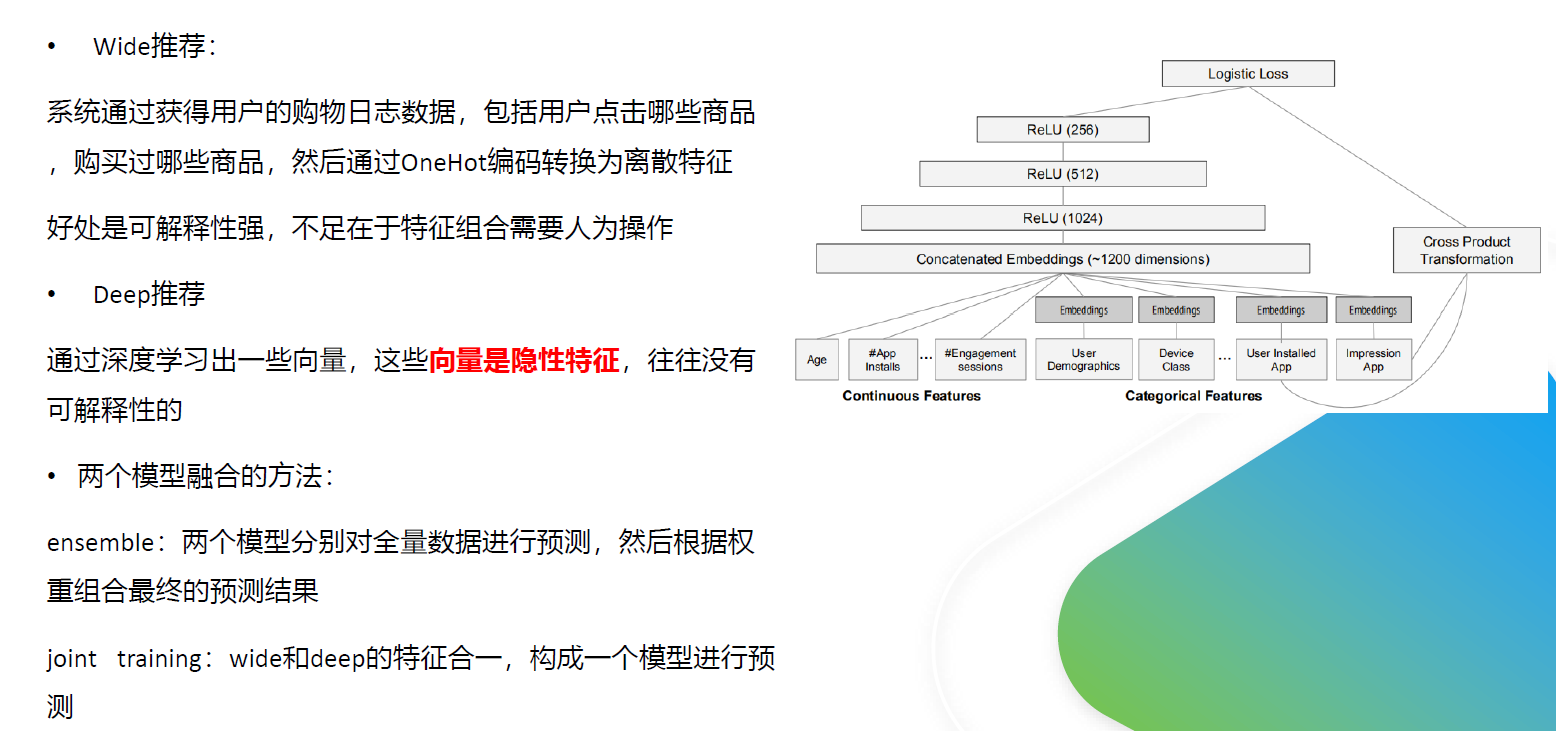 • Wide推荐：
系统通过获得用户的购物日志数据，包括用户点击哪些商品
，购买过哪些商品，然后通过OneHot编码转换为离散特征
好处是可解释性强，不足在于特征组合需要人为操作
• Deep推荐
通过深度学习出一些向量，这些向量是隐性特征，往往没有
可解释性的
• 两个模型融合的方法：
ensemble：两个模型分别对全量数据进行预测，然后根据权
重组合最终的预测结果
joint training：wide和deep的特征合一，构成一个模型进行预
测
Logistic Loss
ReLU (256)
ReLU (512)
ReLU (1024)
Concatenated Embeddings (~1200 dimensions)
Cross Product
Transformation
Embeddings
Embeddings
Embeddings
Embeddings
Age
#App
Installs
...
#Engagement
sessions
User
Demographics
Device
Class
...
User Installed
App
Impression
App
Continuous Features
Categorical Features